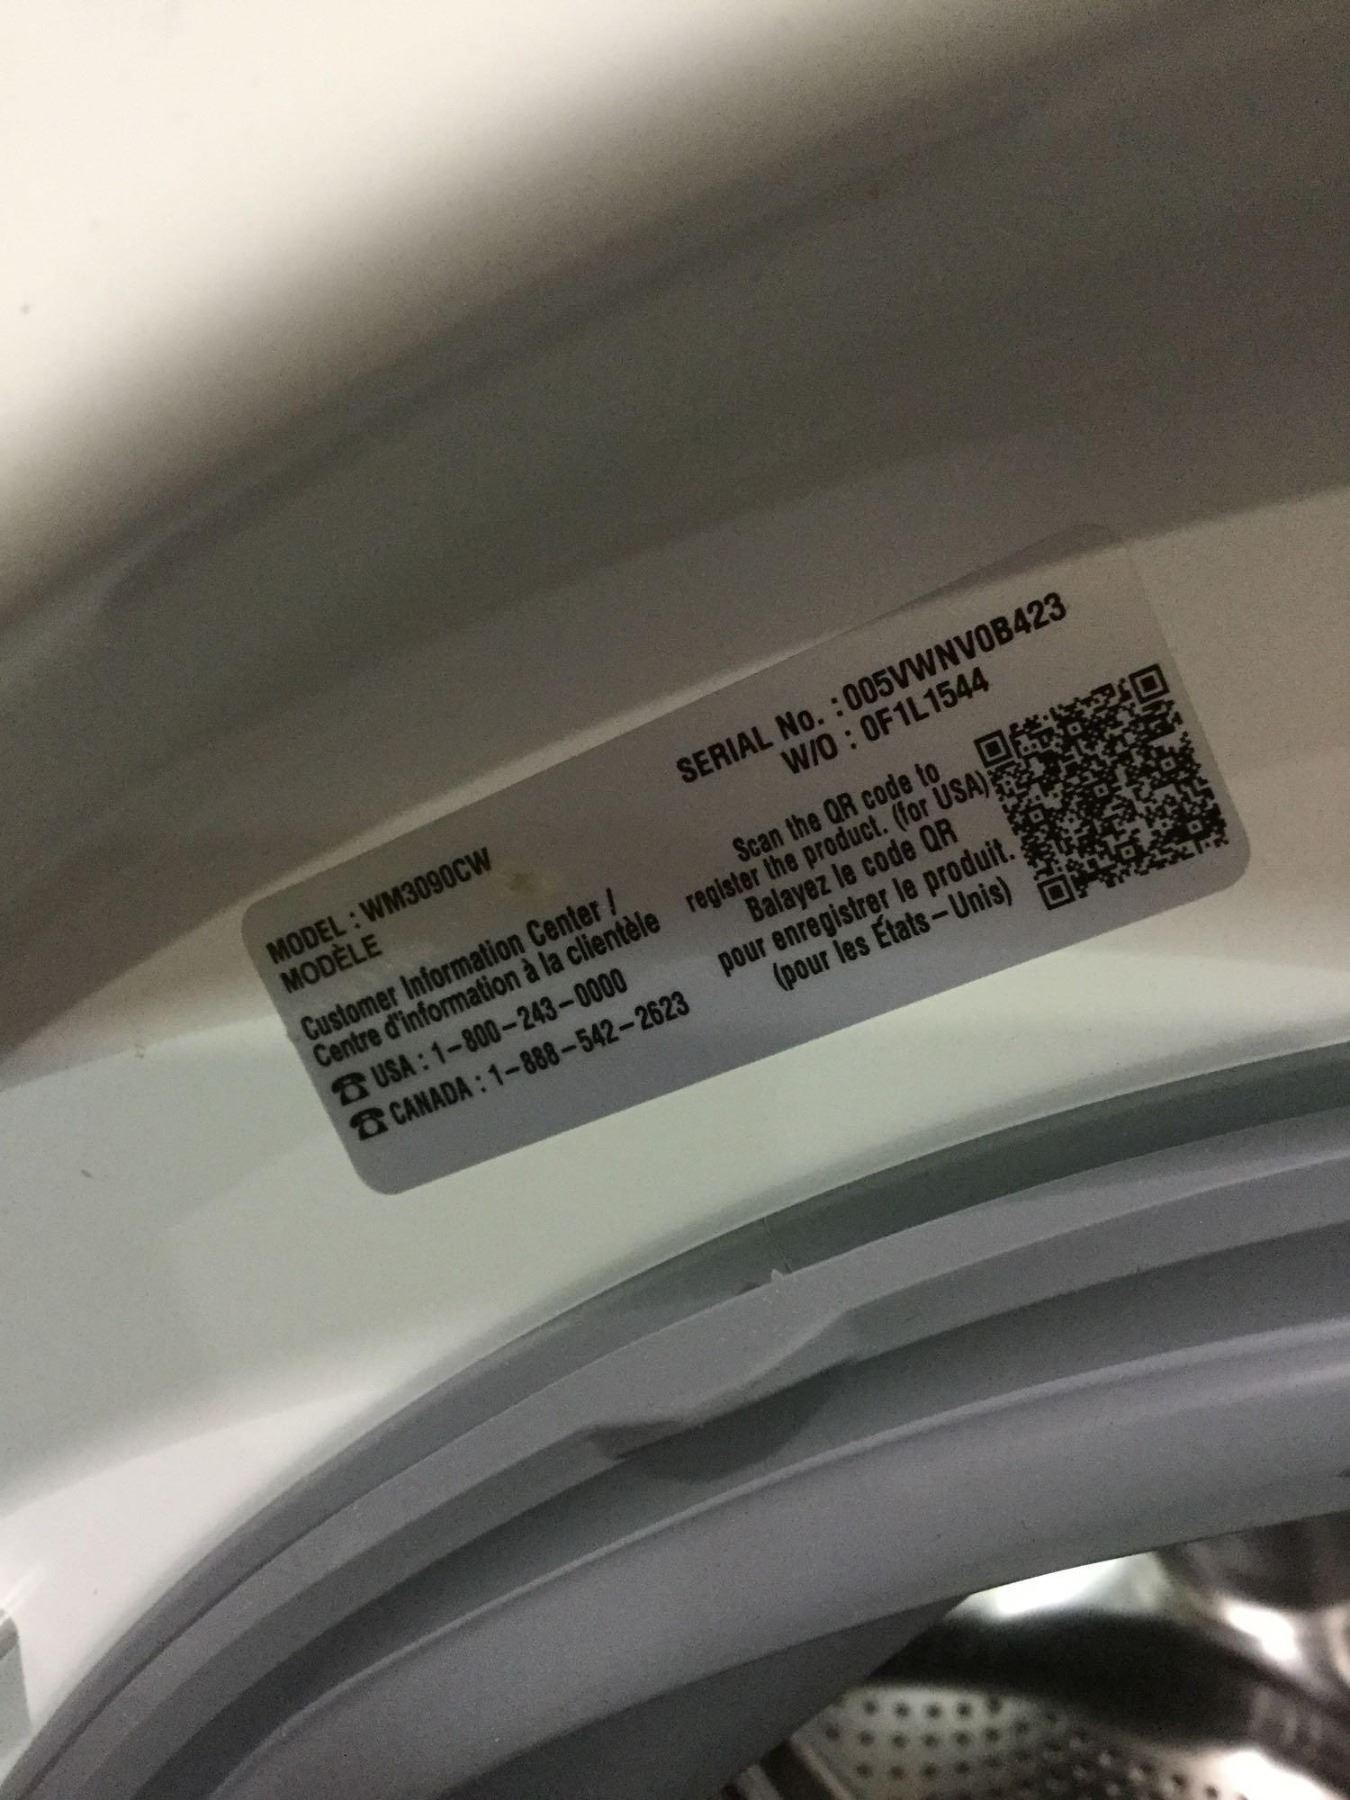 MODEL : WM3090CW
MODÈLE
Customer Information Center /
Centre d'information à la clientèle
☎ USA : 1-800-243-0000
☎ CANADA : 1-888-542-2623
SERIAL No. : 005VWNV0B423
W/O : 0F1L1544
Scan the QR code to
register the product. (for USA)
Balayez le code QR
pour enregistrer le produit.
(pour les États-Unis)